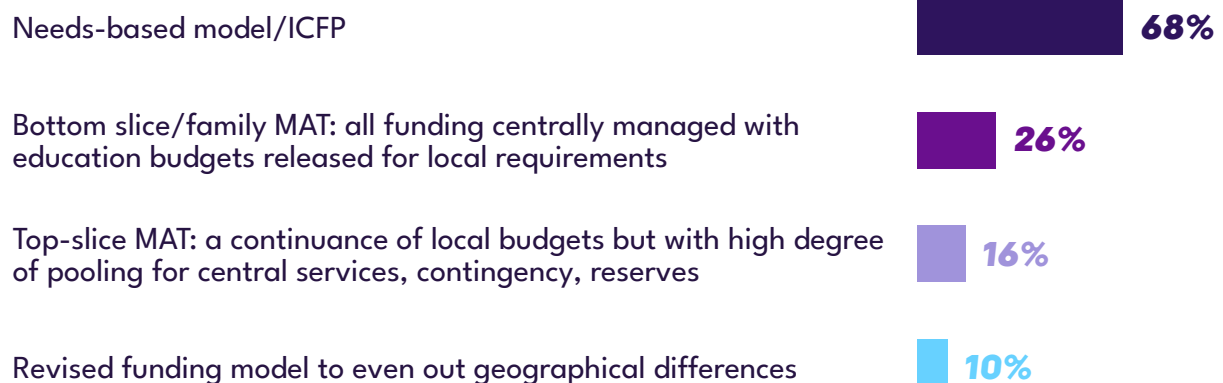 Needs-based model/ICFP
68%
Bottom slice/family MAT: all funding centrally managed with
education budgets released for local requirements
26%
Top-slice MAT: a continuance of local budgets but with high degree
of pooling for central services, contingency, reserves
16%
Revised funding model to even out geographical differences
10%